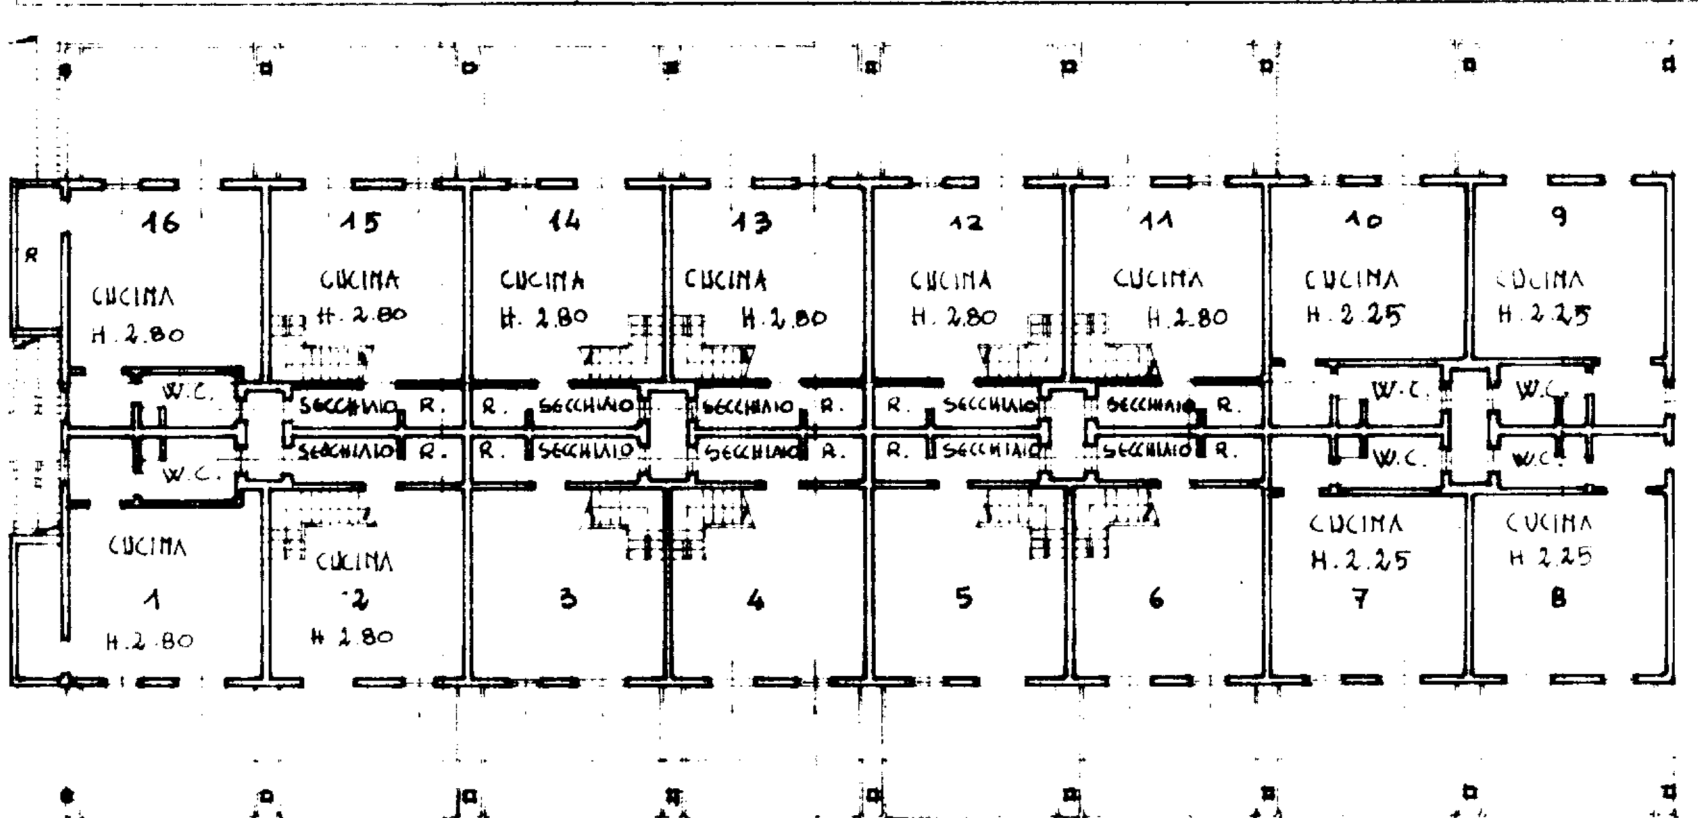 16 15 14 13 12 11 10 9
R
CUCINA CUCINA CUCINA CUCINA CUCINA CUCINA CUCINA CUCINA
H. 2.80 H. 2.80 H. 2.80 H. 2.80 H. 2.80 H. 2.80 H. 2.25 H. 2.25
W.C. SECCHIAIO R. R. SECCHIAIO SECCHIAIO R. R. SECCHIAIO SECCHIAIO R. W.C. W.C.
W.C. SECCHIAIO R. R. SECCHIAIO SECCHIAIO R. R. SECCHIAIO SECCHIAIO R. W.C. W.C.
CUCINA CUCINA CUCINA CUCINA
H. 2.25 H. 2.25
1 2 3 4 5 6 7 8
H. 2.80 H 2.80